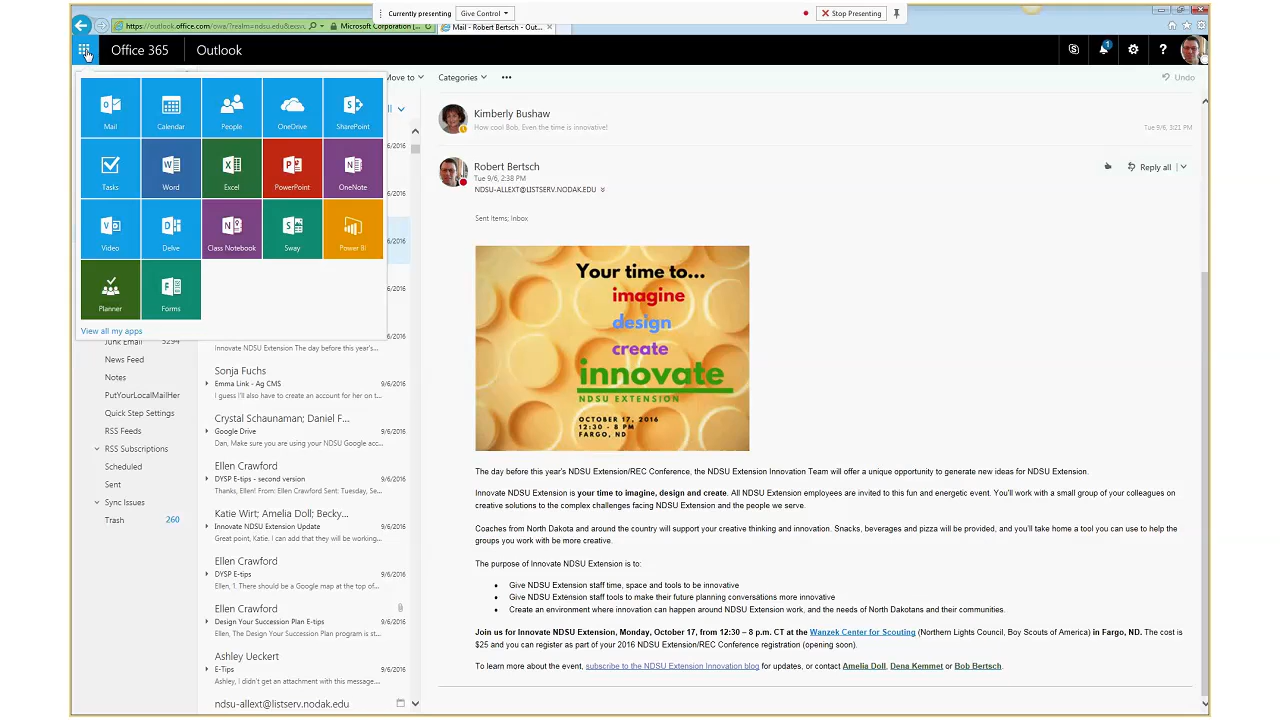 Currently presenting
Give Control
Stop Presenting
https://outlook.office.com/owa/?realm=ndsu&exsv
Microsoft Corporation (...
Mail - Robert Bertsch - Out...
Office 365
Outlook
1
?
Move to
Categories
Undo
Mail
Calendar
People
OneDrive
SharePoint
Tasks
Word
Excel
PowerPoint
OneNote
Video
Delve
Class Notebook
Sway
Power BI
Planner
Forms
View all my apps
Junk Email 5294
News Feed
Notes
PutYourLocalMailHer
Quick Step Settings
RSS Feeds
RSS Subscriptions
Scheduled
Sent
Sync Issues
Trash 260
Innovate NDSU Extension The day before this year's...
Sonja Fuchs
Emma Link - Ag CMS 9/6/2016
I guess I'll also have to create an account for her on t...
Crystal Schaunaman; Daniel F...
Google Drive 9/6/2016
Dan, Make sure you are using your NDSU Google acc...
Ellen Crawford
DYSP E-tips - second version 9/6/2016
Thanks, Ellen! From: Ellen Crawford Sent: Tuesday, Se...
Katie Wirt; Amelia Doll; Becky...
Innovate NDSU Extension Update 9/6/2016
Great point, Katie. I can add that they will be working...
Ellen Crawford
DYSP E-tips 9/6/2016
Ellen, 1. There should be a Google map at the top of...
Ellen Crawford
Design Your Succession Plan E-tips 9/6/2016
Ellen, The Design Your Succession Plan program is st...
Ashley Ueckert
E-Tips 9/6/2016
Ashley, I didn't get an attachment with this message...
ndsu-allext@listserv.nodak.edu
Kimberly Bushaw
How cool Bob. Even the time is innovative!
Tue 9/6, 3:21 PM
Robert Bertsch
Tue 9/6, 2:38 PM
NDSU-ALLEXT@LISTSERV.NODAK.EDU
Reply all
Sent Items; Inbox
Your time to...
imagine
design
create
innovate
NDSU EXTENSION
OCTOBER 17, 2016
12:30 - 8 PM
FARGO, ND
The day before this year's NDSU Extension/REC Conference, the NDSU Extension Innovation Team will offer a unique opportunity to generate new ideas for NDSU Extension.
Innovate NDSU Extension is your time to imagine, design and create. All NDSU Extension employees are invited to this fun and energetic event. You'll work with a small group of your colleagues on
creative solutions to the complex challenges facing NDSU Extension and the people we serve.
Coaches from North Dakota and around the country will support your creative thinking and innovation. Snacks, beverages and pizza will be provided, and you'll take home a tool you can use to help the
groups you work with be more creative.
The purpose of Innovate NDSU Extension is to:
• Give NDSU Extension staff time, space and tools to be innovative
• Give NDSU Extension staff tools to make their future planning conversations more innovative
• Create an environment where innovation can happen around NDSU Extension work, and the needs of North Dakotans and their communities.
Join us for Innovate NDSU Extension, Monday, October 17, from 12:30 – 8 p.m. CT at the Wanzek Center for Scouting (Northern Lights Council, Boy Scouts of America) in Fargo, ND. The cost is
$25 and you can register as part of your 2016 NDSU Extension/REC Conference registration (opening soon).
To learn more about the event, subscribe to the NDSU Extension Innovation blog for updates, or contact Amelia Doll, Dena Kemmet or Bob Bertsch.